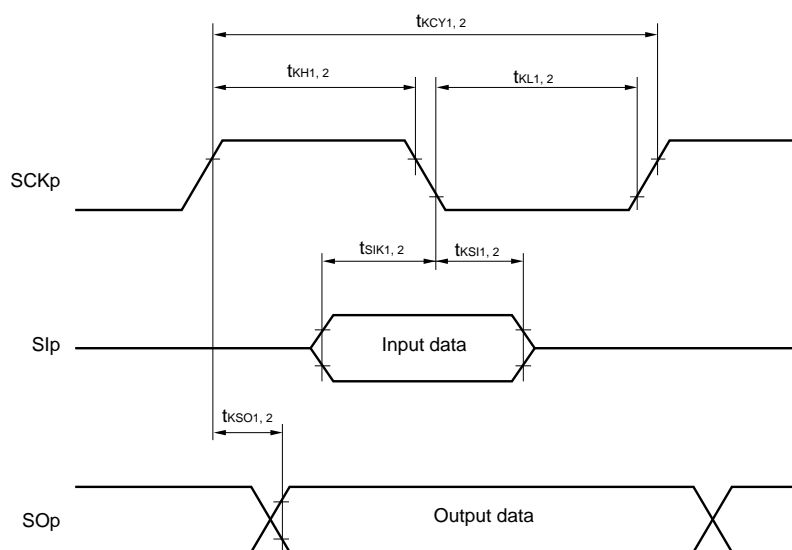 tKCY1, 2
tKH1, 2
tKL1, 2
SCKp
tSIK1, 2
tKSI1, 2
SIp
Input data
tKSO1, 2
SOp
Output data